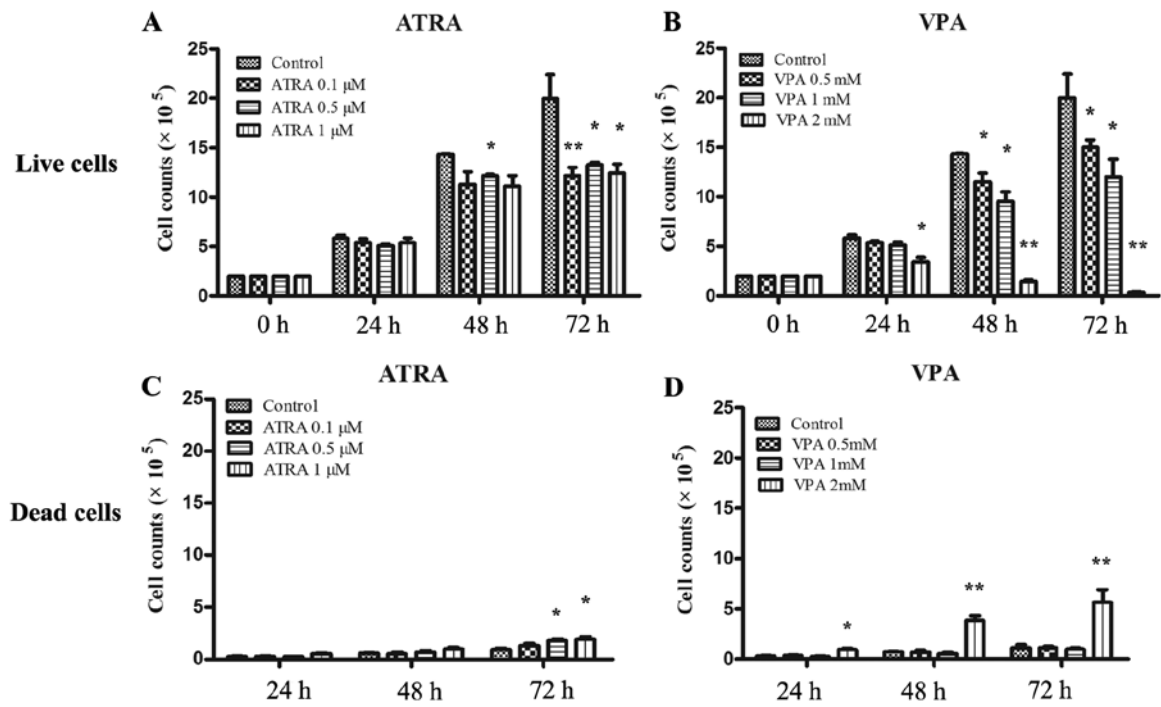 A
ATRA
25
20
15
10
5
0
Cell counts (× 10 5)
Control
ATRA 0.1 μM
ATRA 0.5 μM
ATRA 1 μM
*
**
*
*
0 h
24 h
48 h
72 h
B
VPA
25
20
15
10
5
0
Cell counts (× 10 5)
Control
VPA 0.5 mM
VPA 1 mM
VPA 2 mM
*
*
*
**
*
*
**
0 h
24 h
48 h
72 h
Live cells
C
ATRA
25
20
15
10
5
0
Cell counts (× 10 5)
Control
ATRA 0.1 μM
ATRA 0.5 μM
ATRA 1 μM
*
*
24 h
48 h
72 h
D
VPA
25
20
15
10
5
0
Cell counts (× 10 5)
Control
VPA 0.5mM
VPA 1mM
VPA 2mM
*
**
**
24 h
48 h
72 h
Dead cells